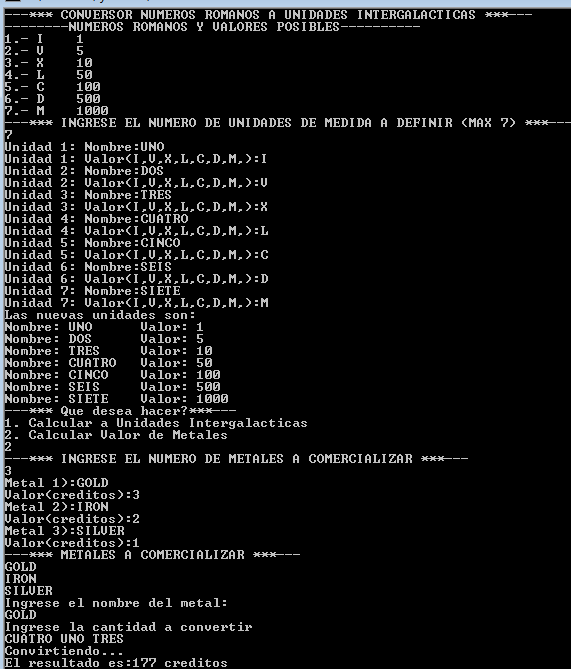 ---*** CONVERSOR NUMEROS ROMANOS A UNIDADES INTERGALACTICAS ***---
--------NUMEROS ROMANOS Y VALORES POSIBLES----------
1.- I    1
2.- V    5
3.- X    10
4.- L    50
5.- C    100
6.- D    500
7.- M    1000
---*** INGRESE EL NUMERO DE UNIDADES DE MEDIDA A DEFINIR (MAX 7) ***---
7
Unidad 1: Nombre:UNO
Unidad 1: Valor(I,V,X,L,C,D,M,):I
Unidad 2: Nombre:DOS
Unidad 2: Valor(I,V,X,L,C,D,M,):V
Unidad 3: Nombre:TRES
Unidad 3: Valor(I,V,X,L,C,D,M,):X
Unidad 4: Nombre:CUATRO
Unidad 4: Valor(I,V,X,L,C,D,M,):L
Unidad 5: Nombre:CINCO
Unidad 5: Valor(I,V,X,L,C,D,M,):C
Unidad 6: Nombre:SEIS
Unidad 6: Valor(I,V,X,L,C,D,M,):D
Unidad 7: Nombre:SIETE
Unidad 7: Valor(I,V,X,L,C,D,M,):M
Las nuevas unidades son:
Nombre: UNO      Valor: 1
Nombre: DOS      Valor: 5
Nombre: TRES     Valor: 10
Nombre: CUATRO   Valor: 50
Nombre: CINCO    Valor: 100
Nombre: SEIS     Valor: 500
Nombre: SIETE    Valor: 1000
---*** Que desea hacer?***---
1. Calcular a Unidades Intergalacticas
2. Calcular Valor de Metales
2
---*** INGRESE EL NUMERO DE METALES A COMERCIALIZAR ***---
3
Metal 1):GOLD
Valor(creditos):3
Metal 2):IRON
Valor(creditos):2
Metal 3):SILVER
Valor(creditos):1
---*** METALES A COMERCIALIZAR ***---
GOLD
IRON
SILVER
Ingrese el nombre del metal:
GOLD
Ingrese la cantidad a convertir
CUATRO UNO TRES
Convirtiendo...
El resultado es:177 creditos